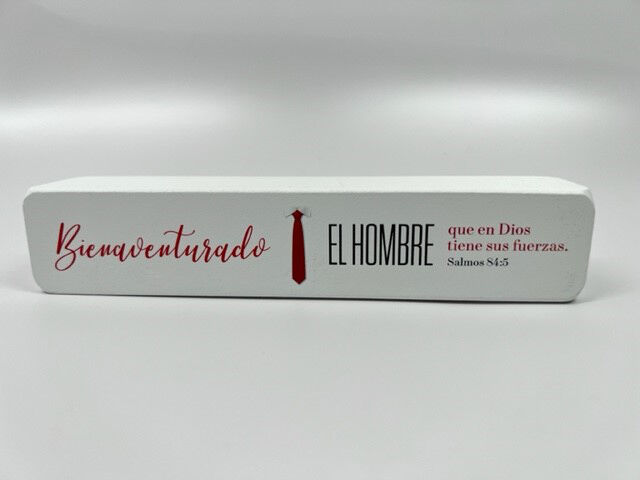 Bienaventurado
EL HOMBRE
que en Dios
tiene sus fuerzas.
Salmos 84:5